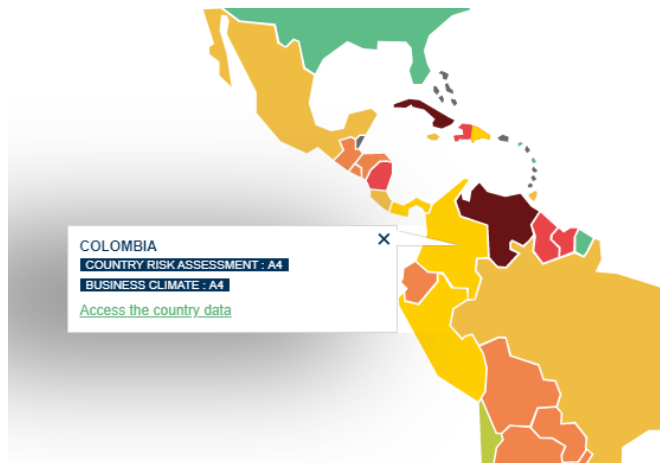 COLOMBIA
COUNTRY RISK ASSESSMENT : A4
BUSINESS CLIMATE : A4
Access the country data